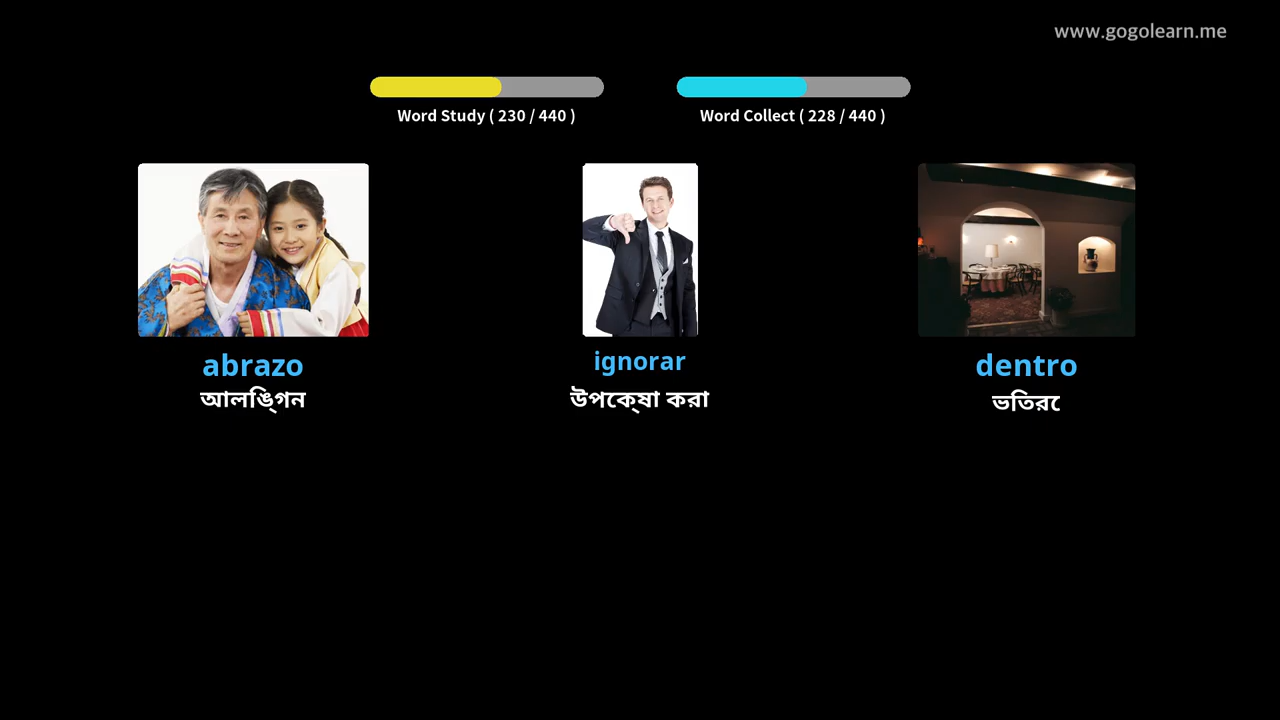 www.gogolearn.me
Word Study ( 230 / 440 )
Word Collect ( 228 / 440 )
abrazo
আলিঙ্গন
ignorar
উপেক্ষা করা
dentro
ভিতরে